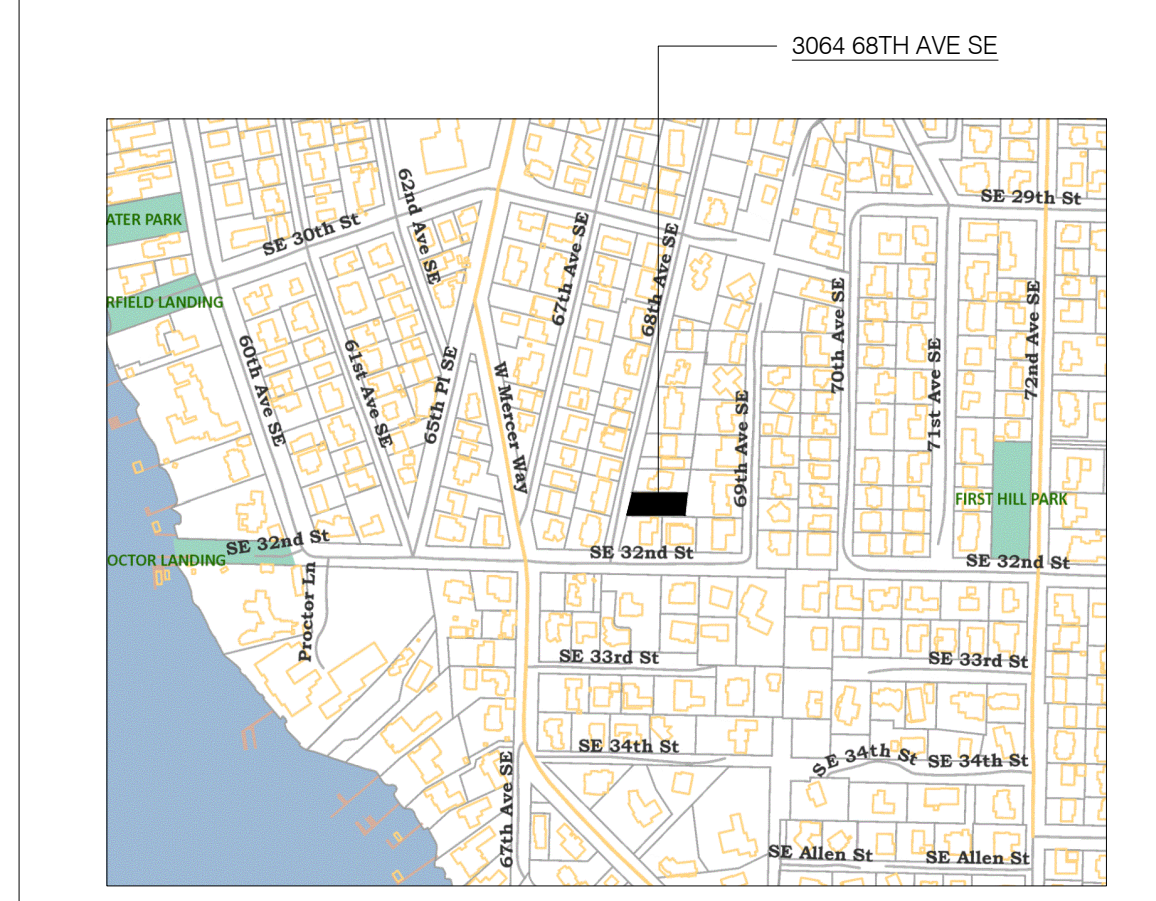 3064 68TH AVE SE
62nd Ave SE
SE 29th St
ATER PARK
SE 30th St
67th Ave SE
68th Ave SE
RFIELD LANDING
70th Ave SE
72nd Ave SE
60th Ave SE
61st Ave SE
65th Pl SE
W Mercer Way
71st Ave SE
69th Ave SE
FIRST HILL PARK
SE 32nd St
SE 32nd St
SE 32nd St
OCTOR LANDING
Proctor Ln
SE 33rd St
SE 33rd St
SE 34th St
SE 34th St
SE 34th St
67th Ave SE
SE Allen St
SE Allen St